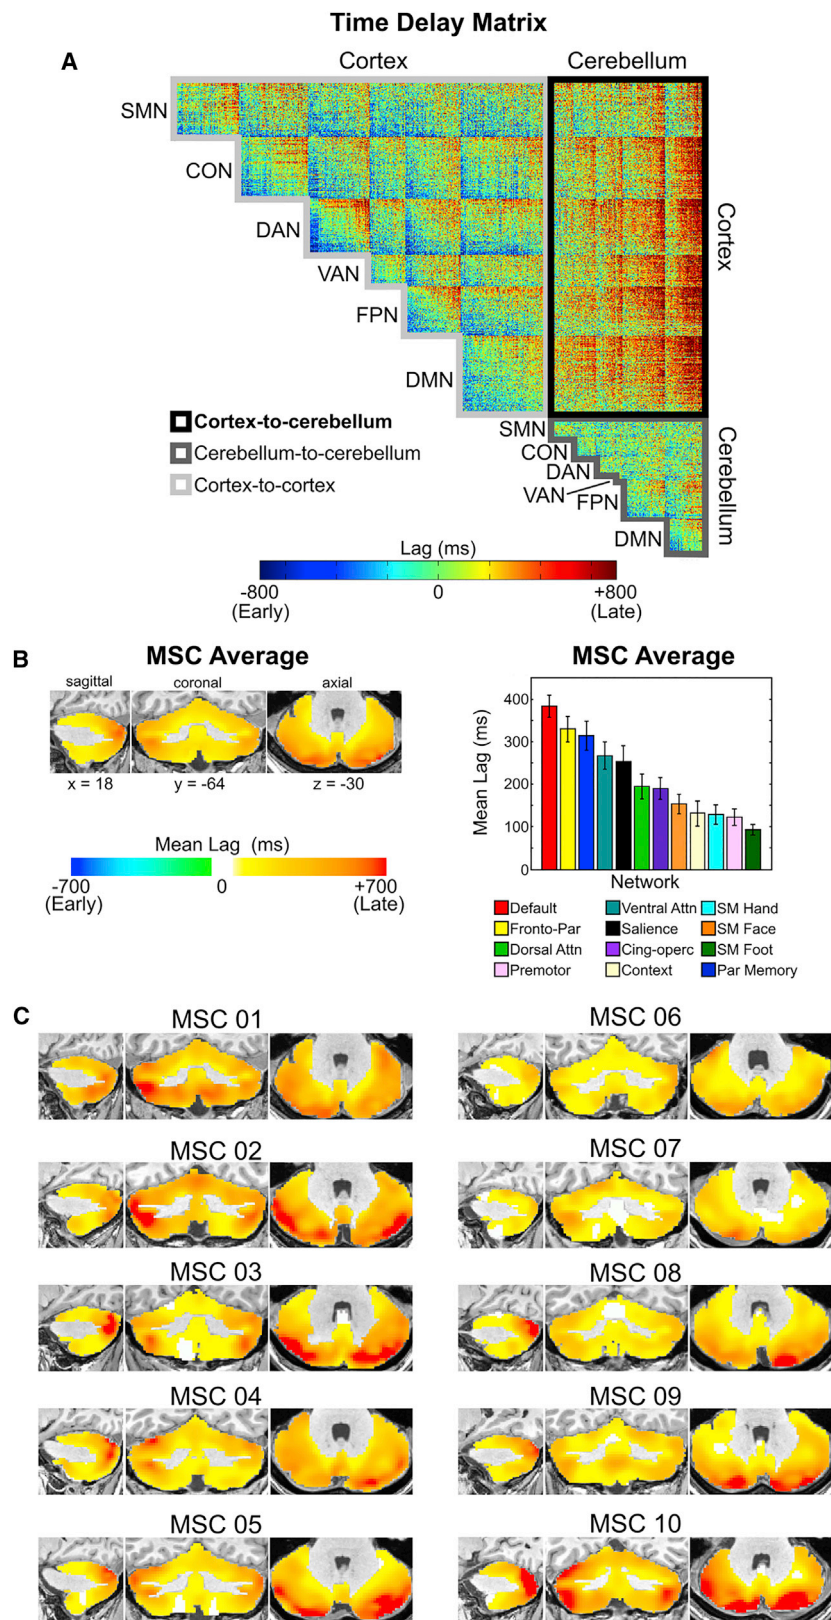 Time Delay Matrix
A
Cortex
Cerebellum
SMN
CON
DAN
VAN
FPN
DMN
Cortex
Cortex-to-cerebellum
Cerebellum-to-cerebellum
Cortex-to-cortex
SMN
CON
DAN
VAN
FPN
DMN
Cerebellum
Lag (ms)
-800 0 +800
(Early) (Late)
B
MSC Average
sagittal coronal axial
x = 18 y = -64 z = -30
Mean Lag (ms)
-700 0 +700
(Early) (Late)
MSC Average
Mean Lag (ms)
400
300
200
100
0
Network
Default Ventral Attn SM Hand
Fronto-Par Salience SM Face
Dorsal Attn Cing-operc SM Foot
Premotor Context Par Memory
C
MSC 01 MSC 06
MSC 02 MSC 07
MSC 03 MSC 08
MSC 04 MSC 09
MSC 05 MSC 10